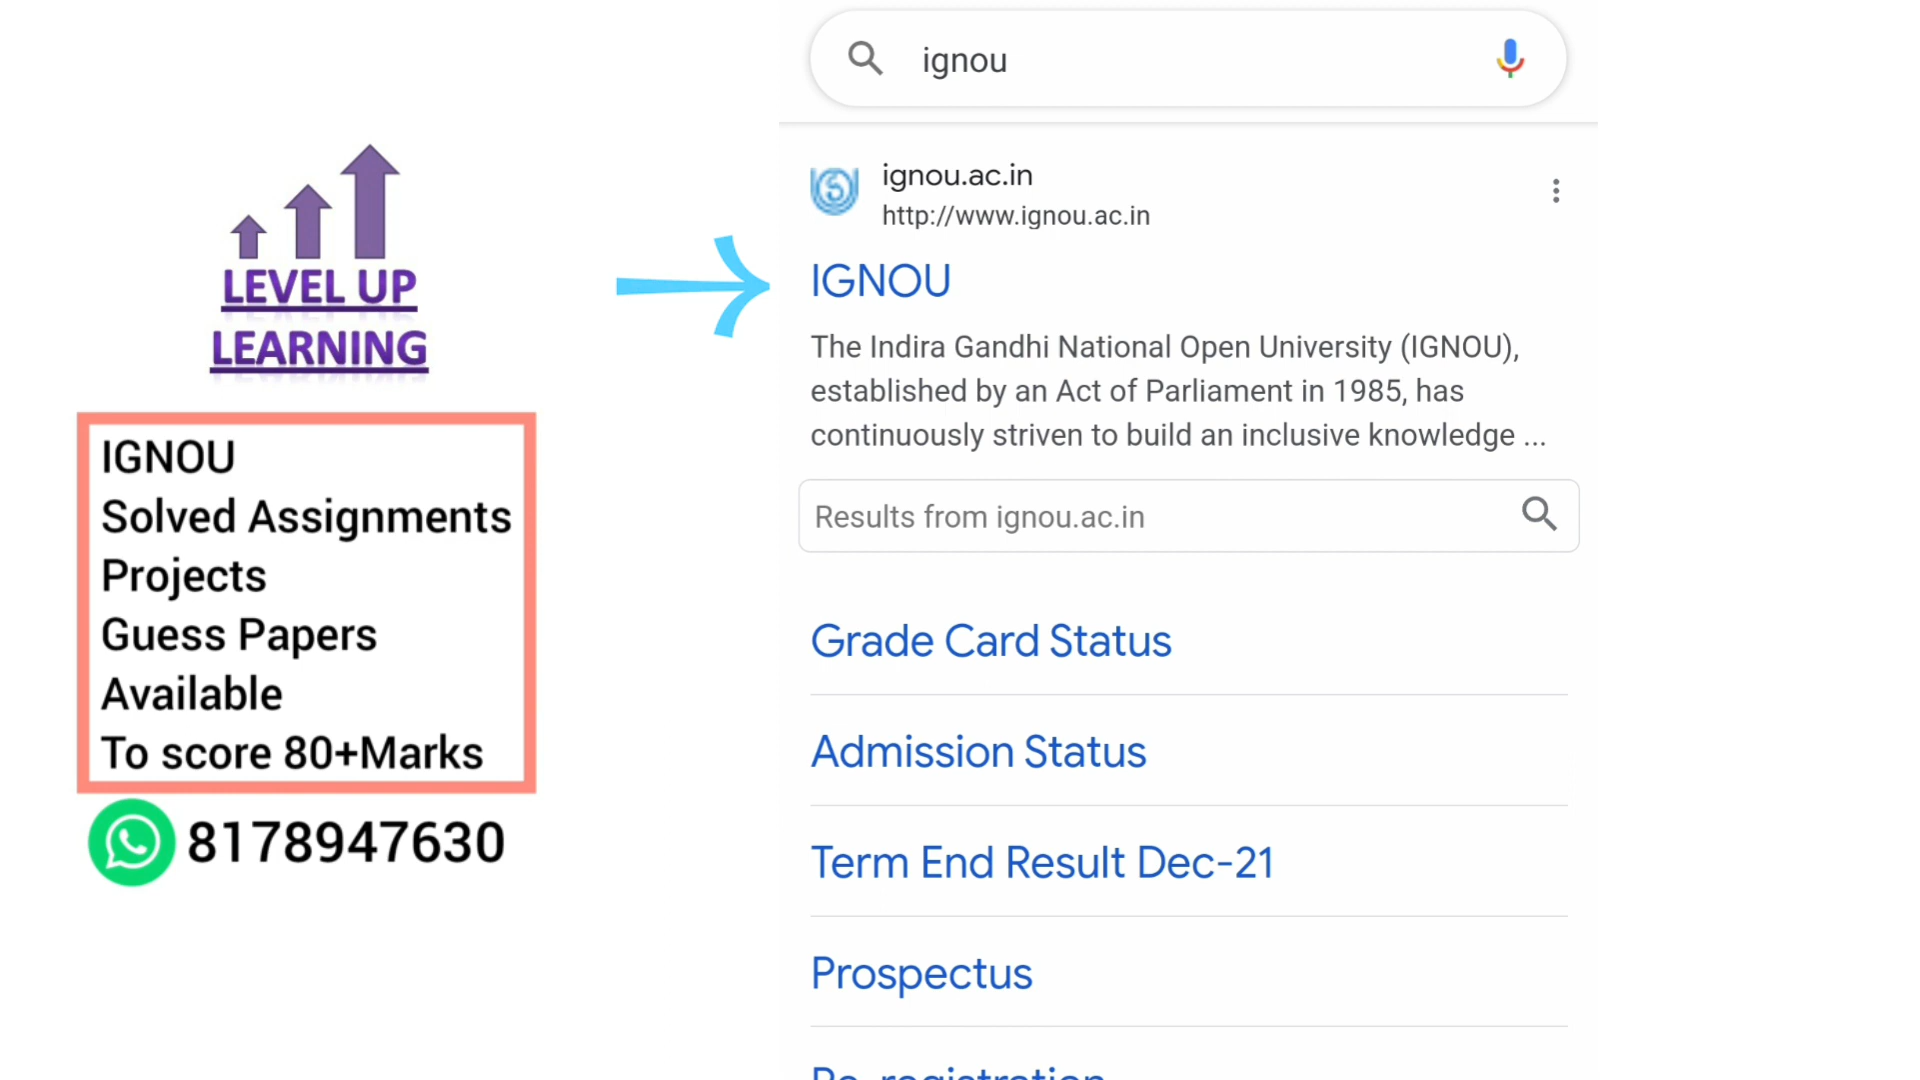 LEVEL UP
LEARNING
IGNOU
Solved Assignments
Projects
Guess Papers
Available
To score 80+Marks
8178947630
ignou
ignou.ac.in
http://www.ignou.ac.in
IGNOU
The Indira Gandhi National Open University (IGNOU),
established by an Act of Parliament in 1985, has
continuously striven to build an inclusive knowledge ...
Results from ignou.ac.in
Grade Card Status
Admission Status
Term End Result Dec-21
Prospectus
Re-registration